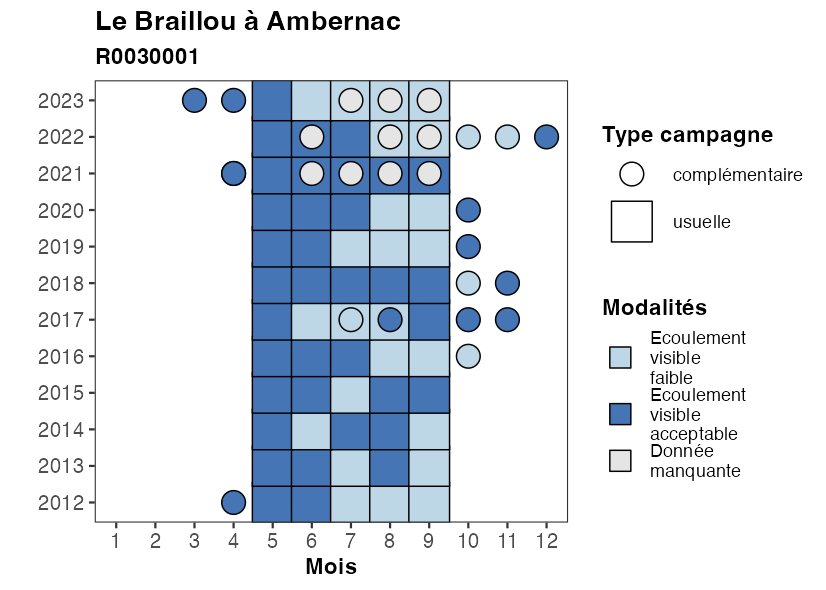 Le Braillou à Ambernac
R0030001
2023
2022
2021
2020
2019
2018
2017
2016
2015
2014
2013
2012
1 2 3 4 5 6 7 8 9 10 11 12
Mois
Type campagne
complémentaire
usuelle
Modalités
Ecoulement
visible
faible
Ecoulement
visible
acceptable
Donnée
manquante